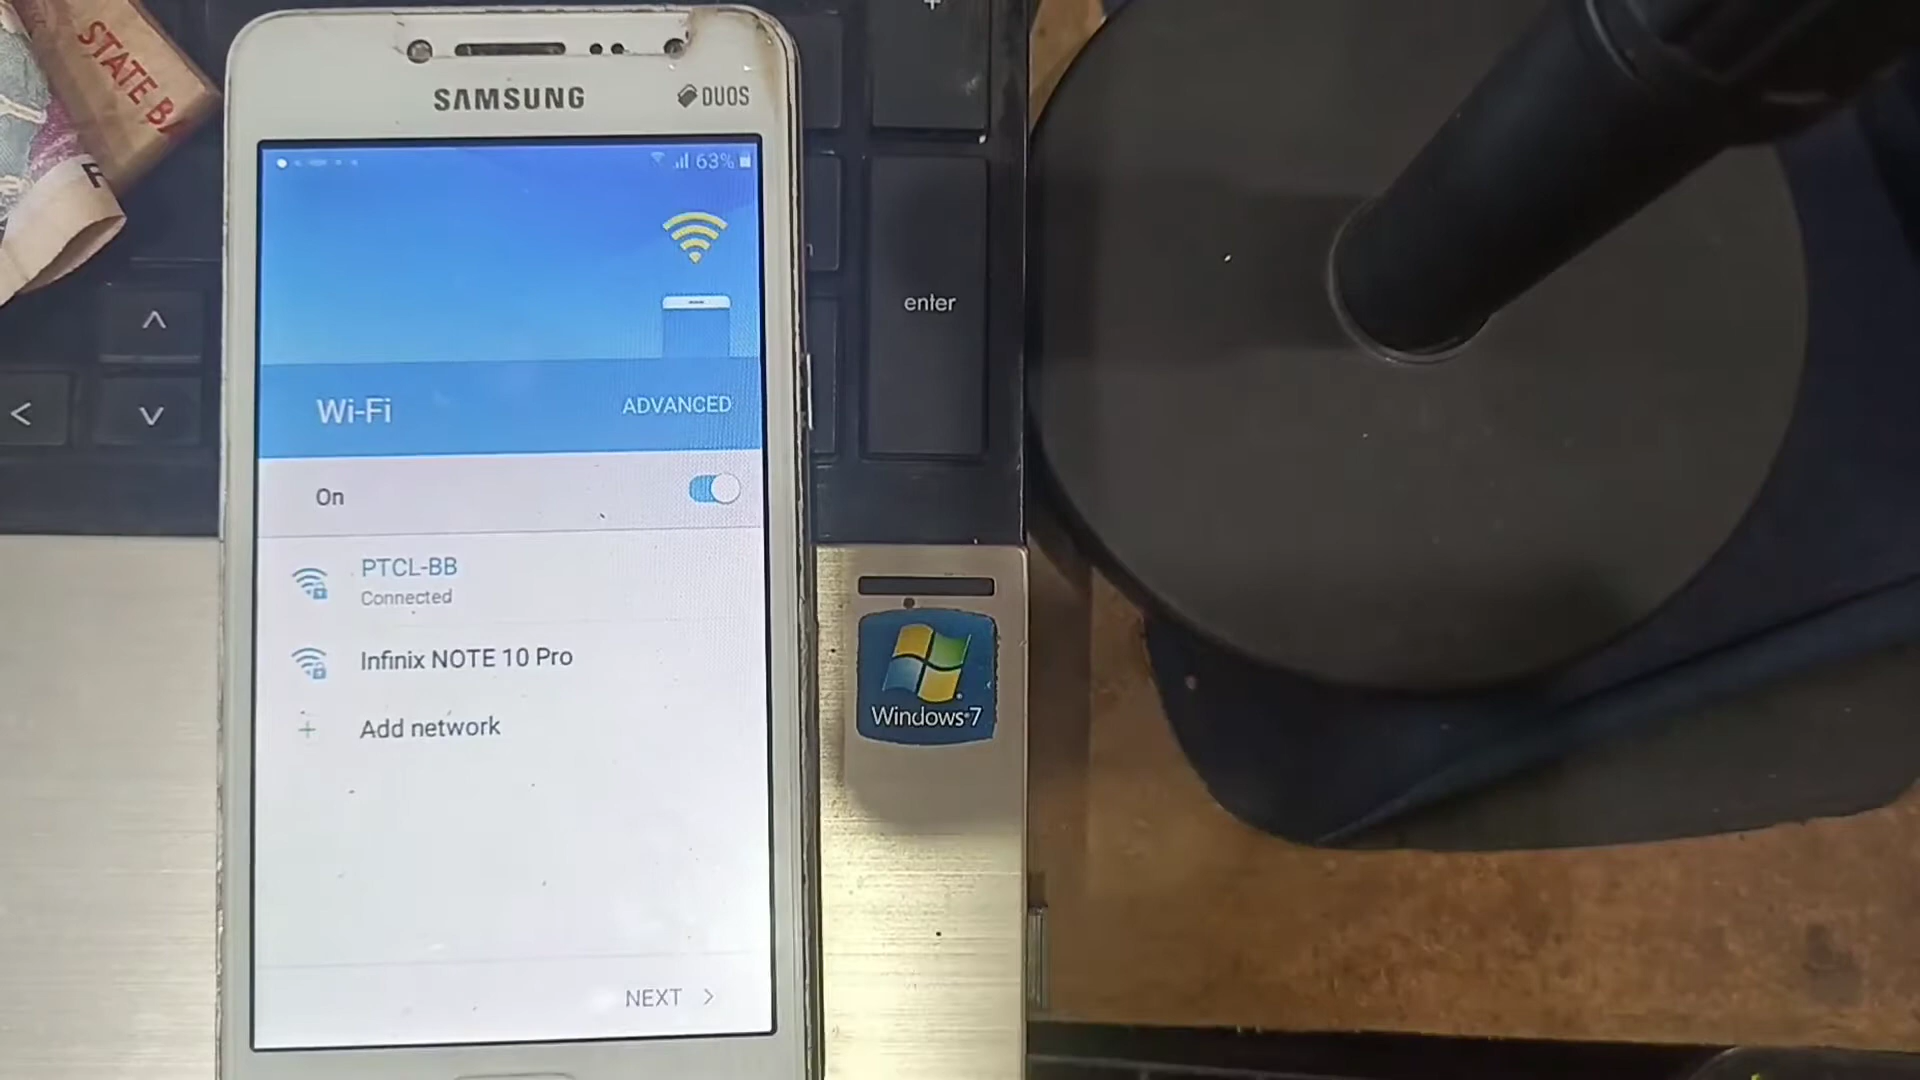 STATE BA
F
SAMSUNG
DUOS
63%
Wi-Fi
ADVANCED
On
PTCL-BB
Connected
Infinix NOTE 10 Pro
+ Add network
NEXT >
+
enter
Windows 7